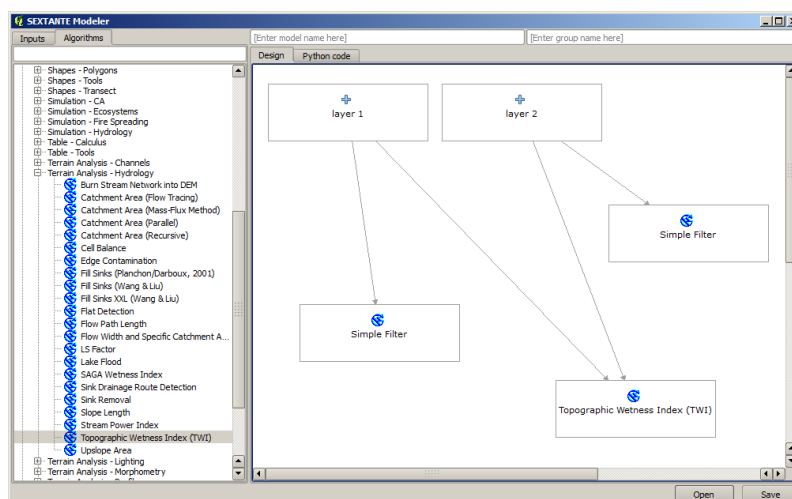 SEXTANTE Modeler
Inputs
Algorithms
[Enter model name here]
[Enter group name here]
Design
Python code
Shapes - Polygons
Shapes - Tools
Shapes - Transect
Simulation - CA
Simulation - Ecosystems
Simulation - Fire Spreading
Simulation - Hydrology
Table - Calculus
Table - Tools
Terrain Analysis - Channels
Terrain Analysis - Hydrology
Burn Stream Network into DEM
Catchment Area (Flow Tracing)
Catchment Area (Mass-Flux Method)
Catchment Area (Parallel)
Catchment Area (Recursive)
Cell Balance
Edge Contamination
Fill Sinks (Planchon/Darboux, 2001)
Fill Sinks (Wang & Liu)
Fill Sinks XXL (Wang & Liu)
Flat Detection
Flow Path Length
Flow Width and Specific Catchment A...
LS Factor
Lake Flood
SAGA Wetness Index
Sink Drainage Route Detection
Sink Removal
Slope Length
Stream Power Index
Topographic Wetness Index (TWI)
Upslope Area
Terrain Analysis - Lighting
Terrain Analysis - Morphometry
layer 1
layer 2
Simple Filter
Simple Filter
Topographic Wetness Index (TWI)
Open
Save